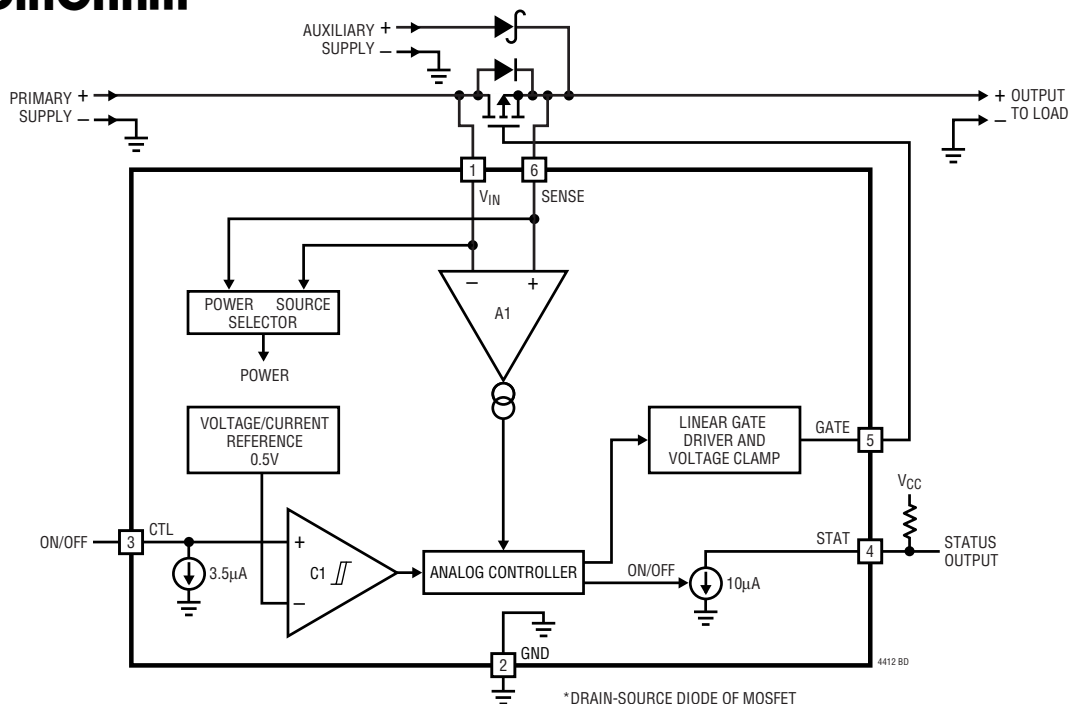 AUXILIARY +
SUPPLY –
PRIMARY +
SUPPLY –
+ OUTPUT
– TO LOAD
1
6
VIN
SENSE
– +
A1
POWER SOURCE
SELECTOR
POWER
VOLTAGE/CURRENT
REFERENCE
0.5V
LINEAR GATE
DRIVER AND
VOLTAGE CLAMP
GATE
5
VCC
ON/OFF
3
CTL
3.5µA
+
C1
–
ANALOG CONTROLLER
ON/OFF
10µA
STAT
4
STATUS
OUTPUT
2
GND
4412 BD
*DRAIN-SOURCE DIODE OF MOSFET